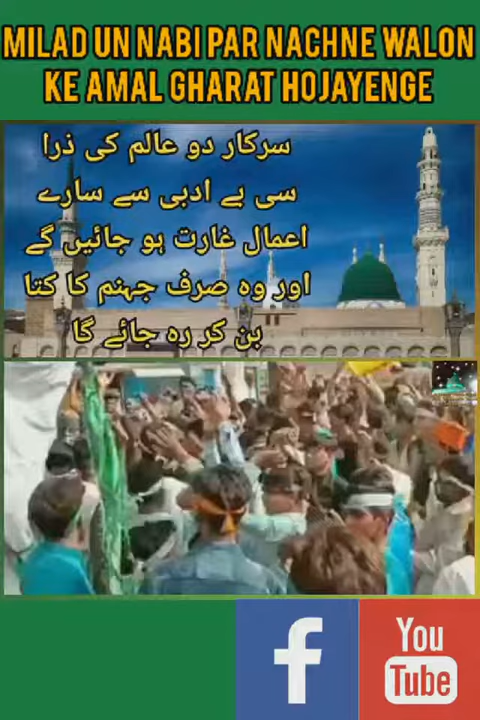 MILAD UN NABI PAR NACHNE WALON
KE AMAL GHARAT HOJAYENGE
سرکار دو عالم کی ذرا
سی بے ادبی سے سارے
اعمال غارت ہو جائیں گے
اور وہ صرف جہنم کا کتا
بن کر رہ جائے گا
f
You
Tube